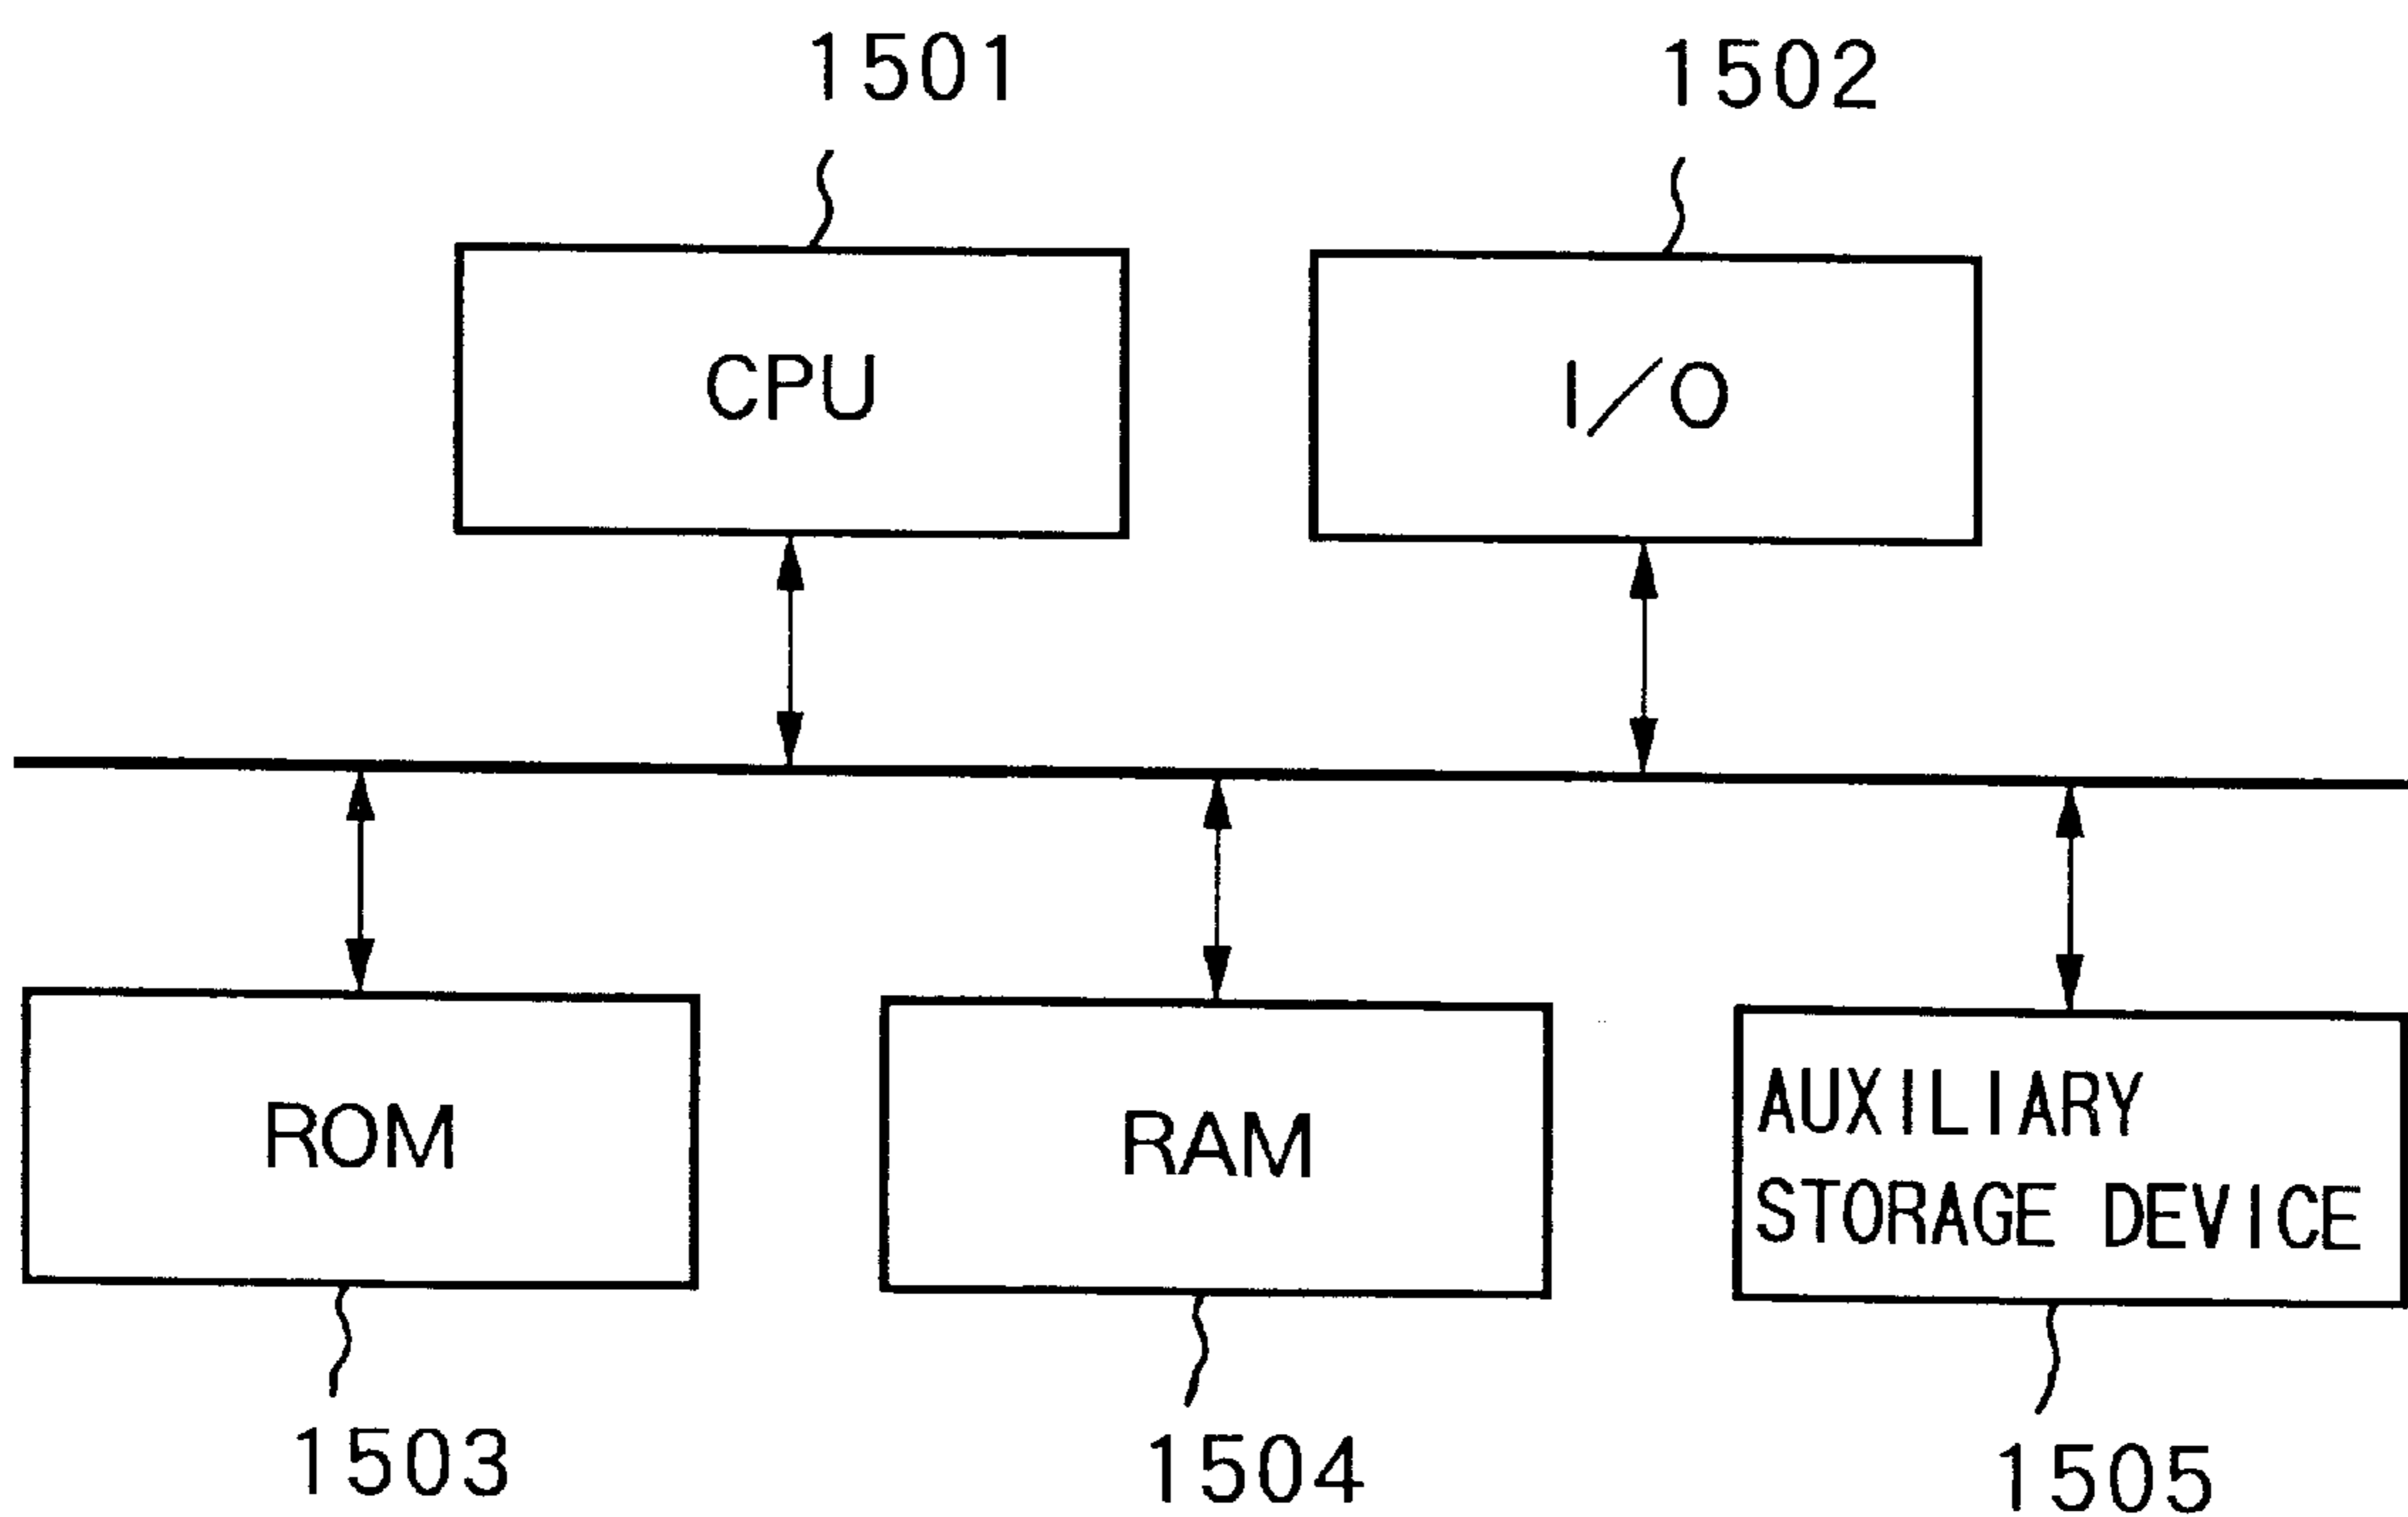 1501
1502
CPU
I/O
ROM
RAM
AUXILIARY
STORAGE DEVICE
1503
1504
1505